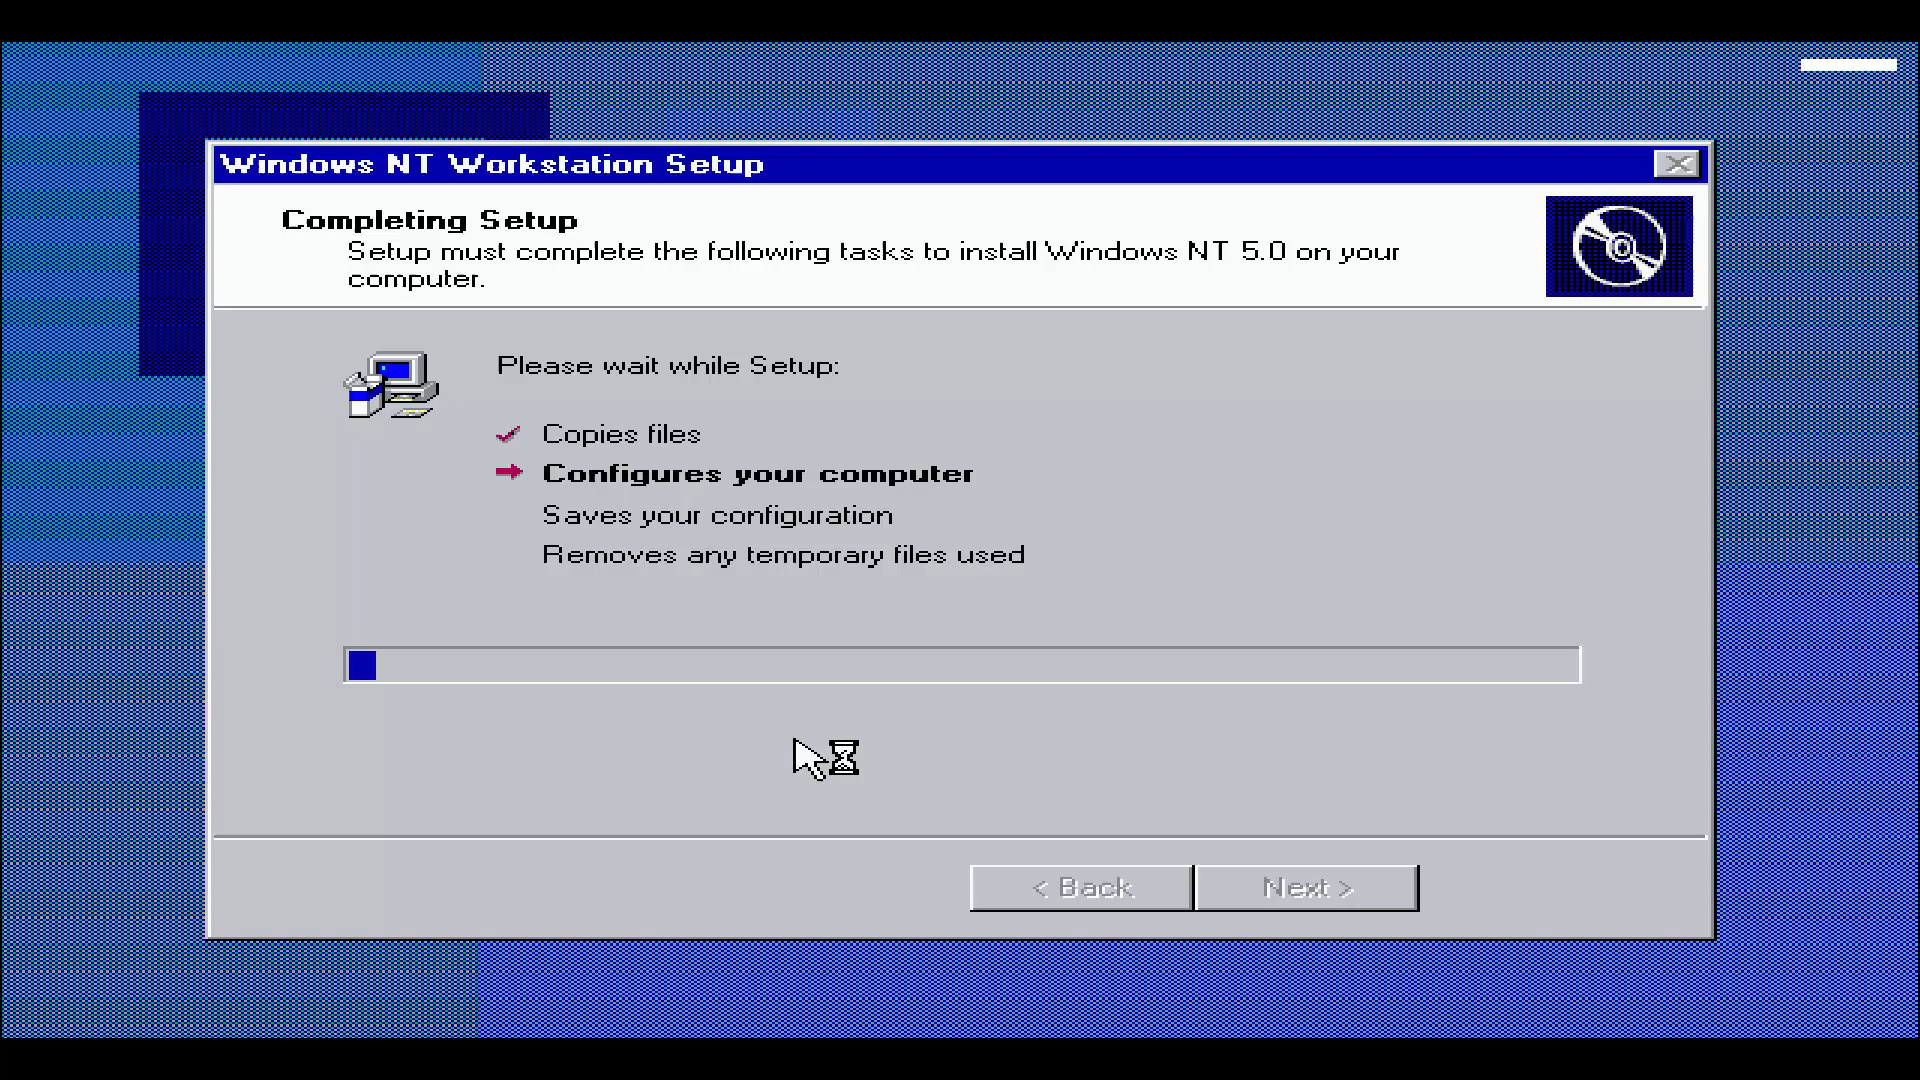 Windows NT Workstation Setup
Completing Setup
Setup must complete the following tasks to install Windows NT 5.0 on your
computer.
Please wait while Setup:
Copies files
Configures your computer
Saves your configuration
Removes any temporary files used
< Back
Next >